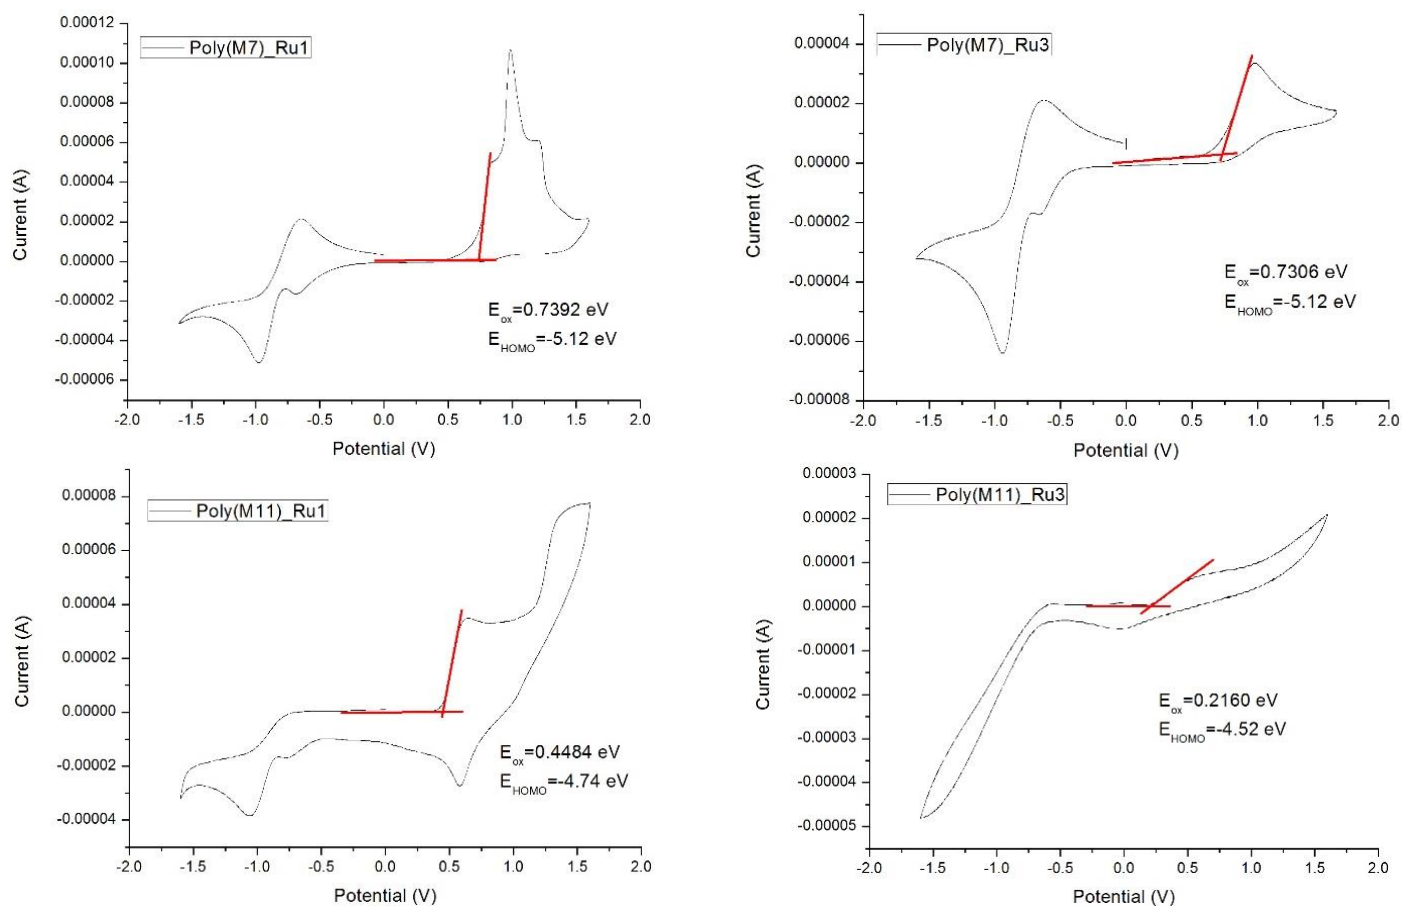 Poly(M7)_Ru1
0.00012
0.00010
0.00008
0.00006
0.00004
0.00002
0.00000
-0.00002
-0.00004
-0.00006
Current (A)
E_ox=0.7392 eV
E_HOMO=-5.12 eV
-2.0 -1.5 -1.0 -0.5 0.0 0.5 1.0 1.5 2.0
Potential (V)
Poly(M7)_Ru3
0.00004
0.00002
0.00000
-0.00002
-0.00004
-0.00006
-0.00008
Current (A)
E_ox=0.7306 eV
E_HOMO=-5.12 eV
-2.0 -1.5 -1.0 -0.5 0.0 0.5 1.0 1.5 2.0
Potential (V)
Poly(M11)_Ru1
0.00008
0.00006
0.00004
0.00002
0.00000
-0.00002
-0.00004
Current (A)
E_ox=0.4484 eV
E_HOMO=-4.74 eV
-2.0 -1.5 -1.0 -0.5 0.0 0.5 1.0 1.5 2.0
Potential (V)
Poly(M11)_Ru3
0.00003
0.00002
0.00001
0.00000
-0.00001
-0.00002
-0.00003
-0.00004
-0.00005
Current (A)
E_ox=0.2160 eV
E_HOMO=-4.52 eV
-2.0 -1.5 -1.0 -0.5 0.0 0.5 1.0 1.5 2.0
Potential (V)